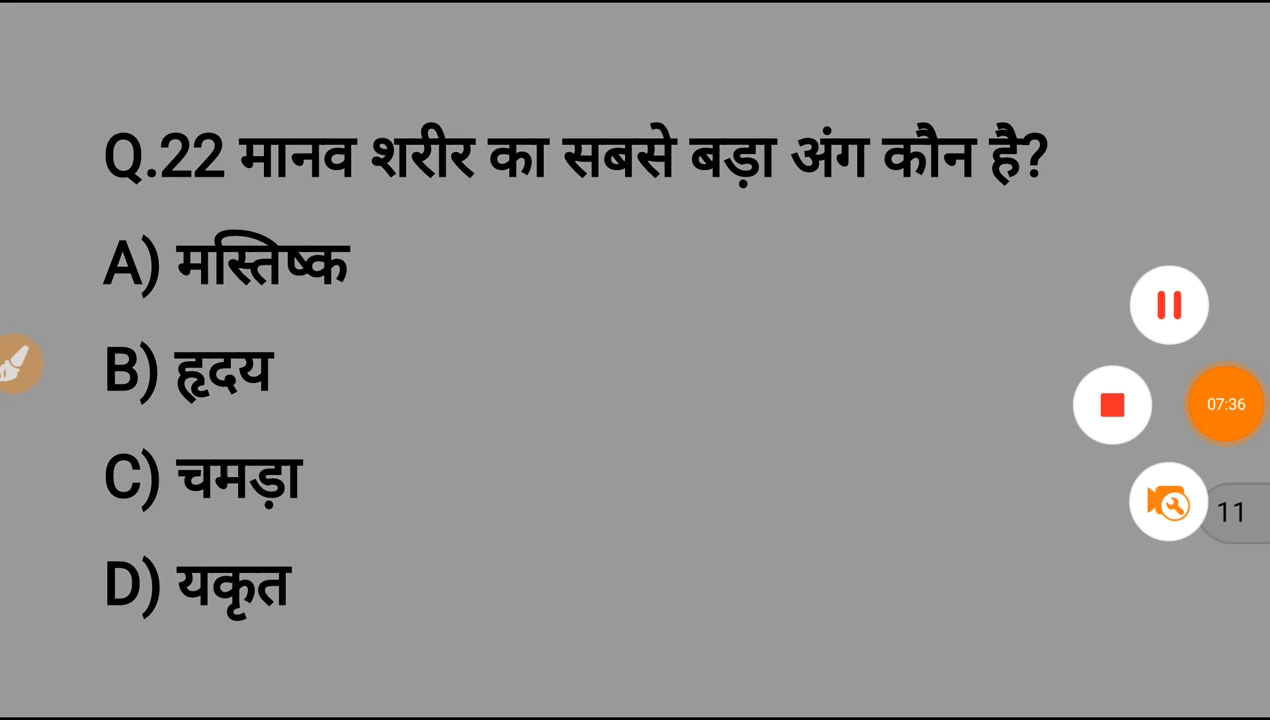 Q.22 मानव शरीर का सबसे बड़ा अंग कौन है?
A) मस्तिष्क
B) हृदय
C) चमड़ा
D) यकृत
07:36
11